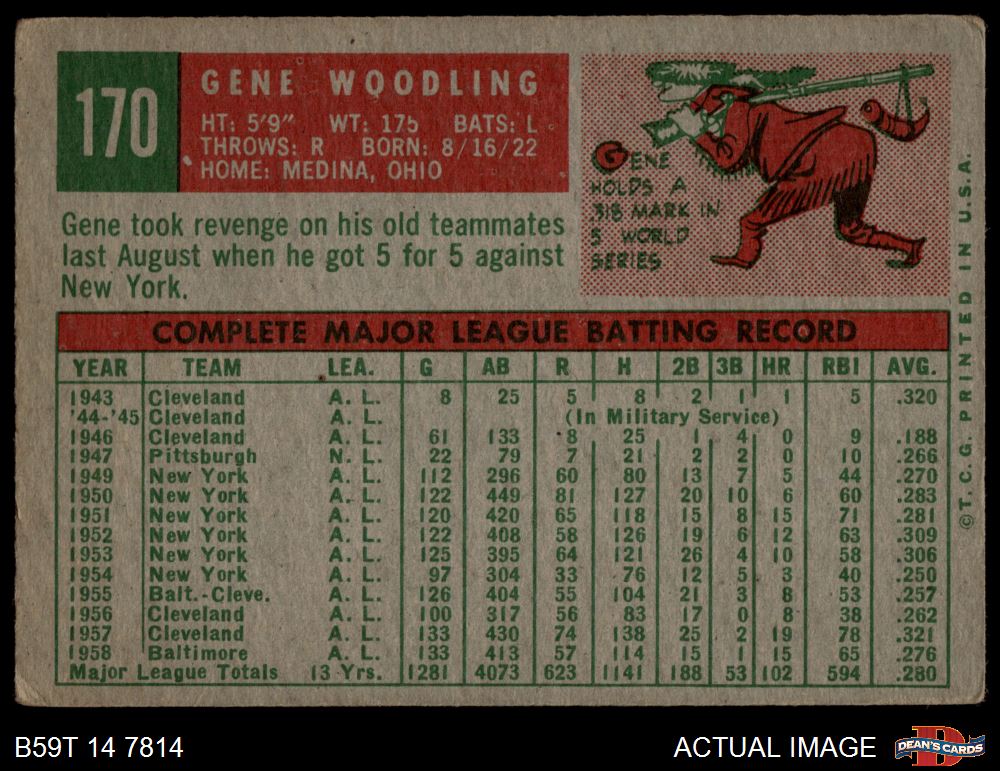 170
GENE WOODLING
HT: 5'9" WT: 175 BATS: L
THROWS: R BORN: 8/16/22
HOME: MEDINA, OHIO
GENE
HOLDS A
318 MARK IN
5 WORLD
SERIES
Gene took revenge on his old teammates
last August when he got 5 for 5 against
New York.
COMPLETE MAJOR LEAGUE BATTING RECORD
YEAR TEAM LEA. G AB R H 2B 3B HR RBI AVG.
1943 Cleveland A. L. 8 25 5 8 2 1 1 5 .320
'44-'45 Cleveland A. L. (In Military Service)
1946 Cleveland A. L. 61 133 8 25 1 4 0 9 .188
1947 Pittsburgh N. L. 22 79 7 21 2 2 0 10 .266
1949 New York A. L. 112 296 60 80 13 7 5 44 .270
1950 New York A. L. 122 449 81 127 20 10 6 60 .283
1951 New York A. L. 120 420 65 118 15 8 15 71 .281
1952 New York A. L. 122 408 58 126 19 6 12 63 .309
1953 New York A. L. 125 395 64 121 26 4 10 58 .306
1954 New York A. L. 97 304 33 76 12 5 3 40 .250
1955 Balt.-Cleve. A. L. 126 404 55 104 21 3 8 53 .257
1956 Cleveland A. L. 100 317 56 83 17 0 8 38 .262
1957 Cleveland A. L. 133 430 74 138 25 2 19 78 .321
1958 Baltimore A. L. 133 413 57 114 15 1 15 65 .276
Major League Totals 13 Yrs. 1281 4073 623 1141 188 53 102 594 .280
©T.C.G. PRINTED IN U.S.A.
B59T 14 7814
ACTUAL IMAGE
DEAN'S CARDS